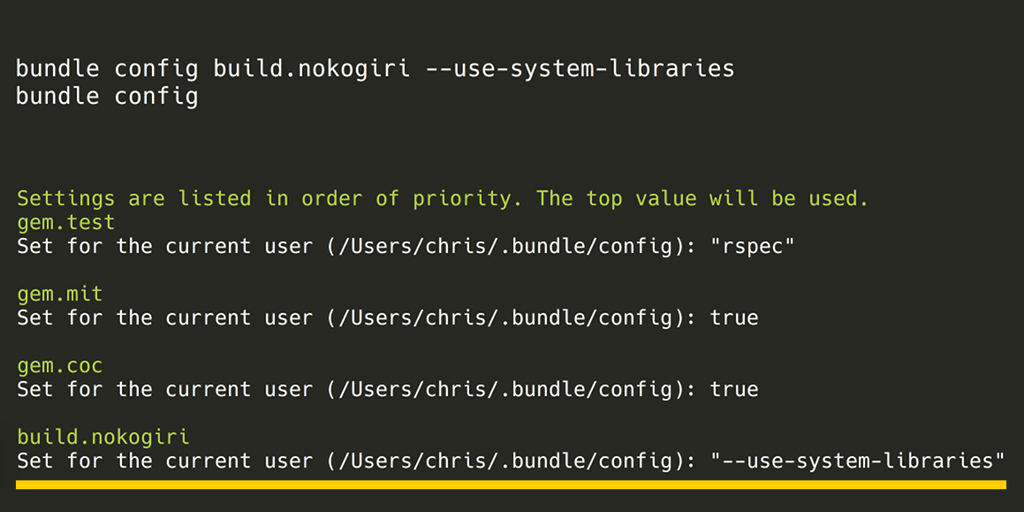 bundle config build.nokogiri --use-system-libraries
bundle config
Settings are listed in order of priority. The top value will be used.
gem.test
Set for the current user (/Users/chris/.bundle/config): "rspec"
gem.mit
Set for the current user (/Users/chris/.bundle/config): true
gem.coc
Set for the current user (/Users/chris/.bundle/config): true
build.nokogiri
Set for the current user (/Users/chris/.bundle/config): "--use-system-libraries"